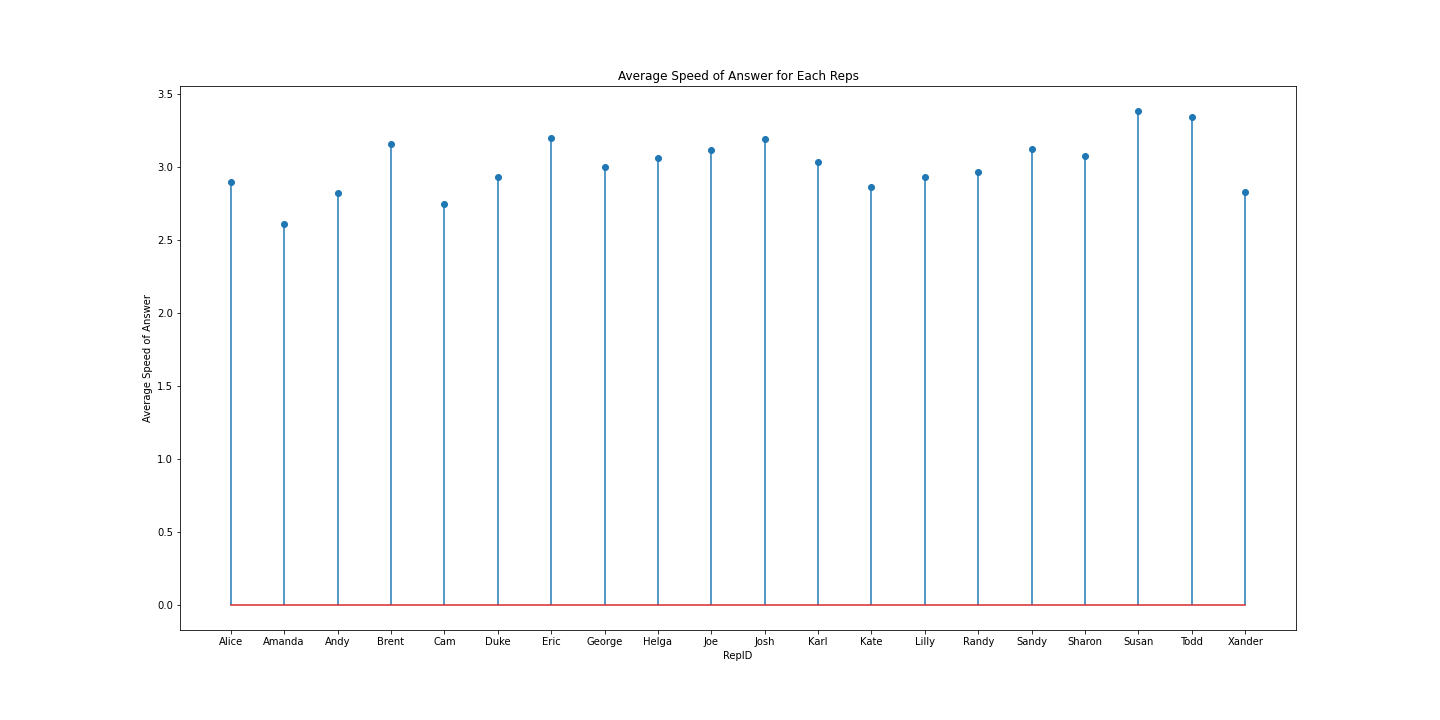 Average Speed of Answer for Each Reps
3.5
3.0
2.5
2.0
1.5
1.0
0.5
0.0
Average Speed of Answer
Alice Amanda Andy Brent Cam Duke Eric George Helga Joe Josh Karl Kate Lilly Randy Sandy Sharon Susan Todd Xander
RepID